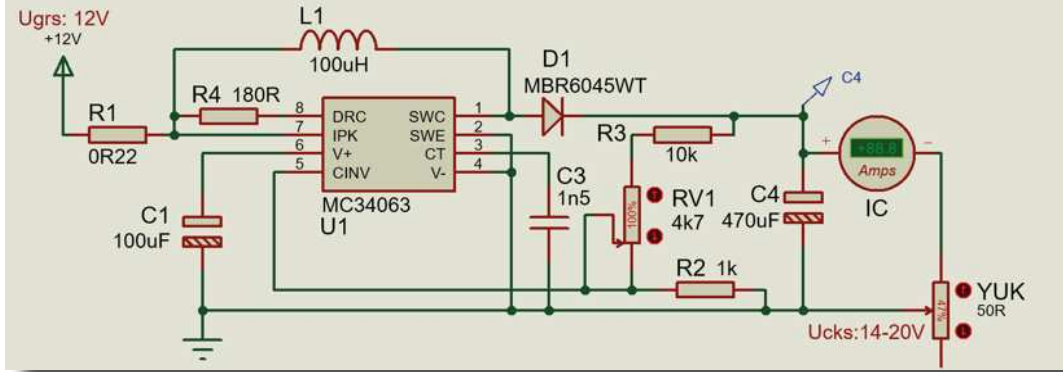 Ugrs: 12V
+12V
L1
100uH
D1
MBR6045WT
C4
R1
0R22
R4 180R
8 DRC SWC 1
7 IPK SWE 2
6 V+ CT 3
5 CINV V- 4
MC34063
U1
C1
100uF
C3
1n5
R3
10k
100%
RV1
4k7
R2 1k
C4
470uF
+
+88.8
Amps
-
IC
47%
YUK
50R
Ucks:14-20V